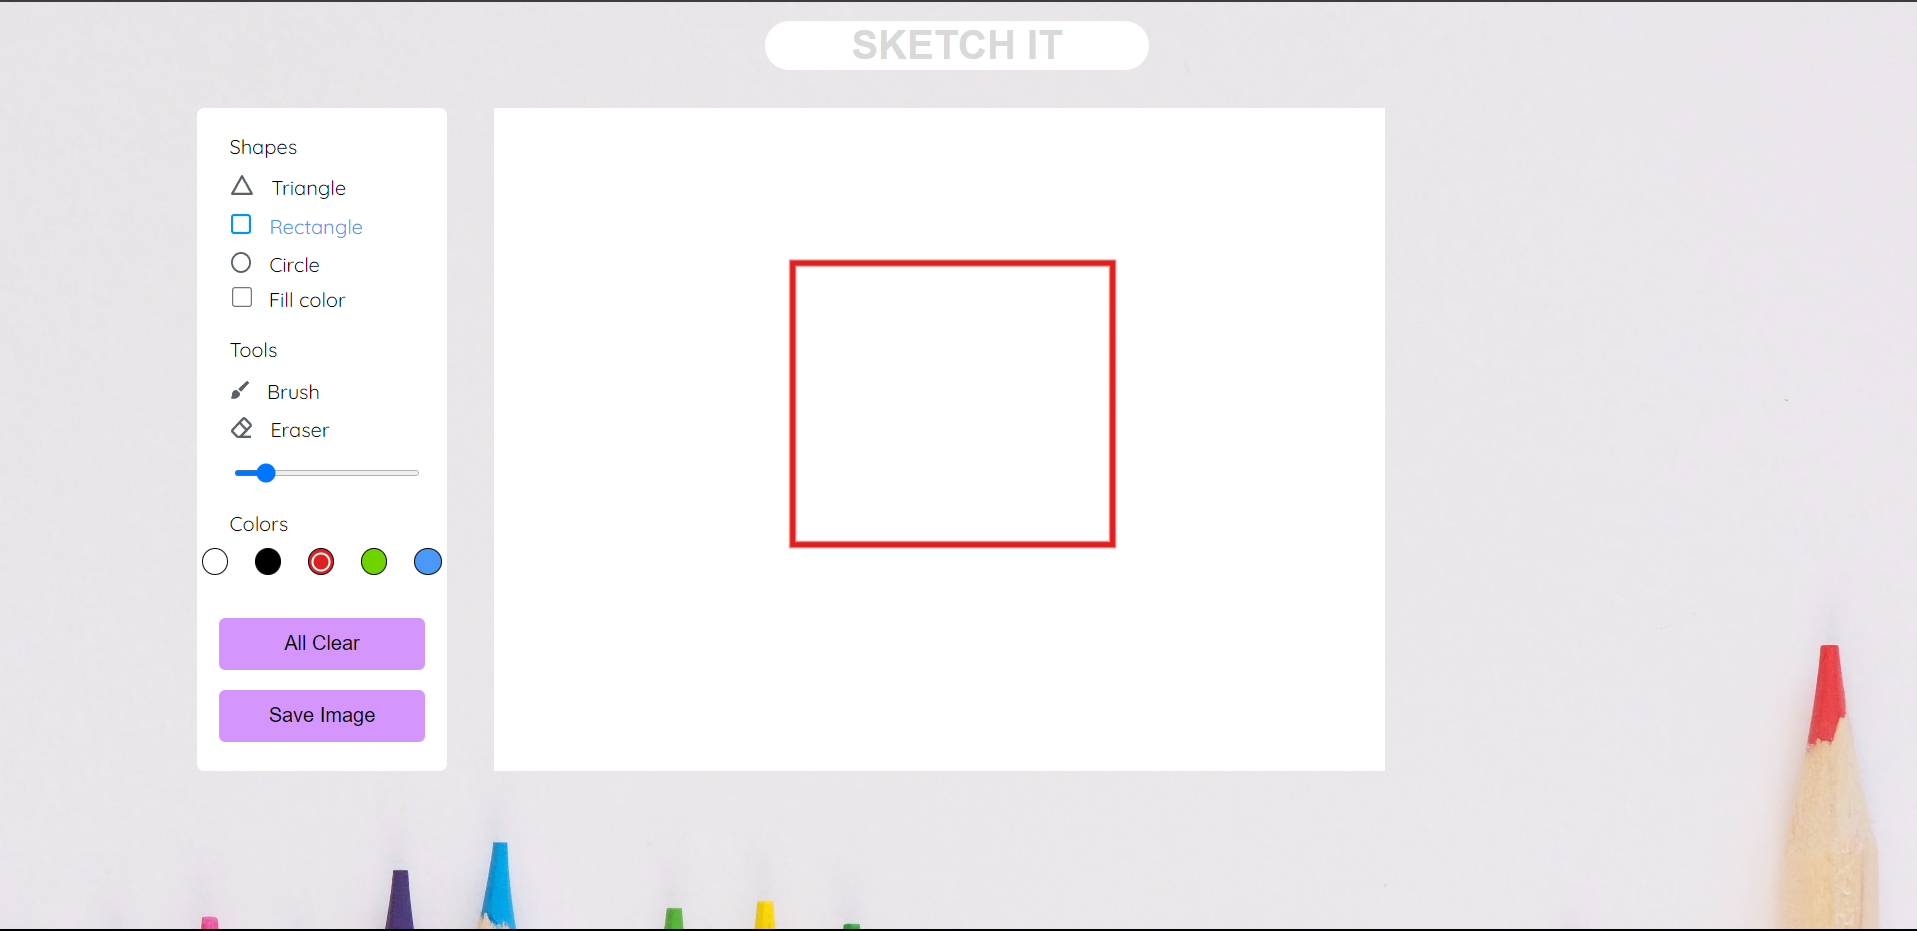 SKETCH IT
Shapes
Triangle
Rectangle
Circle
Fill color
Tools
Brush
Eraser
Colors
All Clear
Save Image